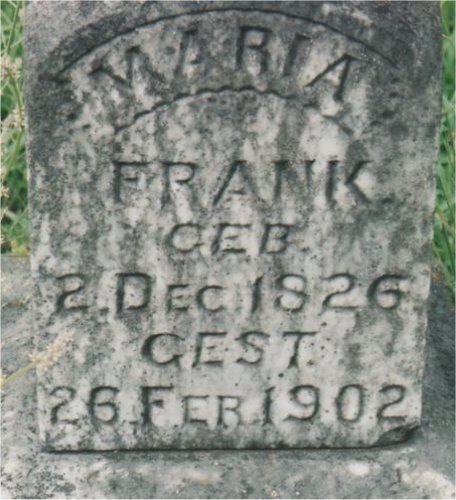 MARIA
FRANK
GEB.
2. DEC. 1826
GEST.
26. FEB. 1902